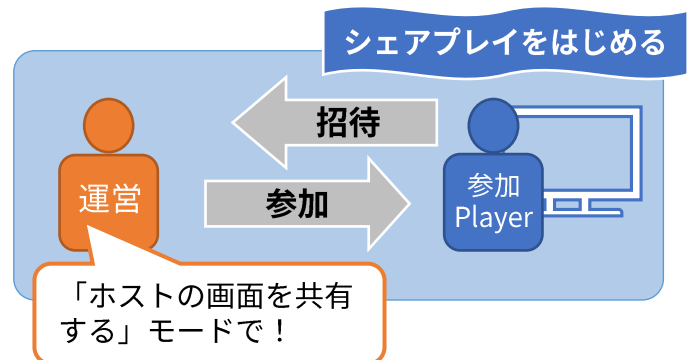 シェアプレイをはじめる
招待
参加
運営
参加
Player
「ホストの画面を共有
する」モードで！